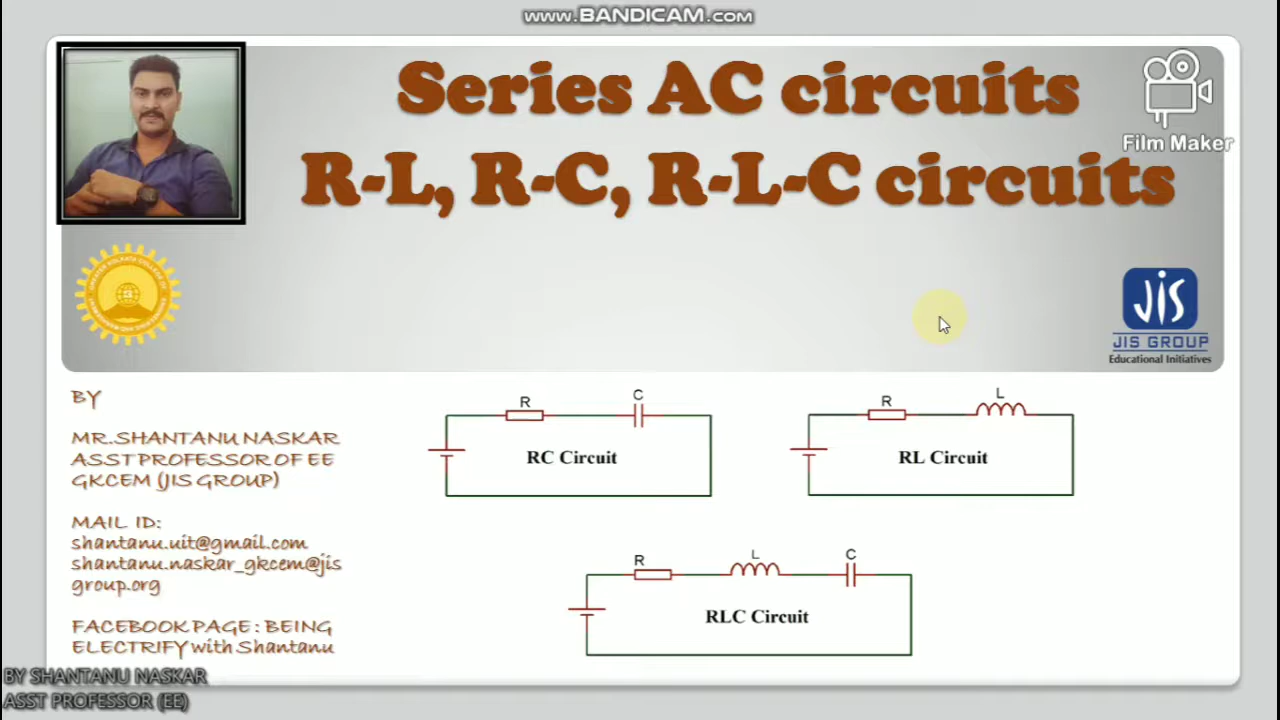 www.BANDICAM.com
Series AC circuits
R-L, R-C, R-L-C circuits
Film Maker
JIS
JIS GROUP
Educational Initiatives
BY
MR.SHANTANU NASKAR
ASST PROFESSOR OF EE
GKCEM (JIS GROUP)
MAIL ID:
shantanu.uit@gmail.com
shantanu.naskar_gkcem@jis
group.org
FACEBOOK PAGE : BEING
ELECTRIFY with Shantanu
R
C
RC Circuit
R
L
RL Circuit
R
L
C
RLC Circuit
BY SHANTANU NASKAR
ASST PROFESSOR (EE)